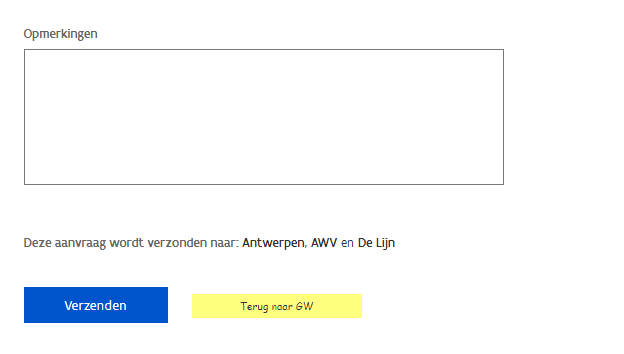 Opmerkingen
Deze aanvraag wordt verzonden naar: Antwerpen, AWV en De Lijn
Verzenden
Terug naar GW